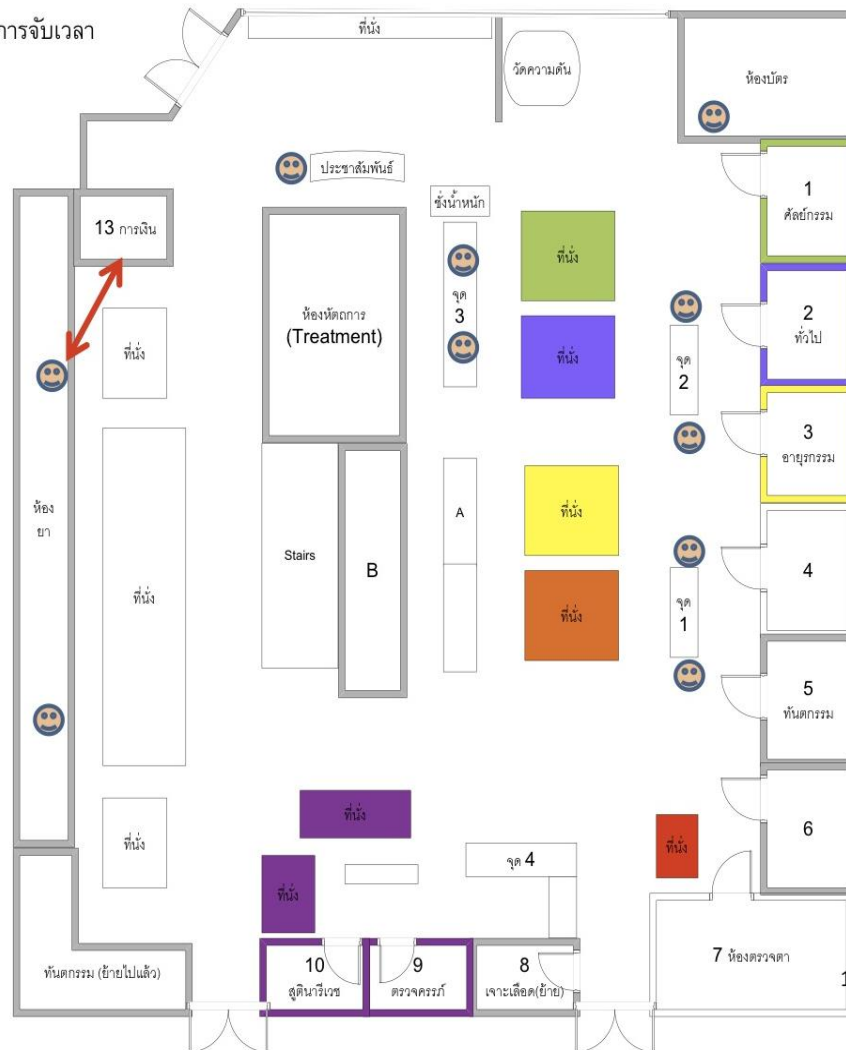 การจับเวลา
ที่นั่ง
วัดความดัน
ห้องบัตร
ประชาสัมพันธ์
ชั่งน้ำหนัก
1
ศัลย์กรรม
13 การเงิน
ที่นั่ง
จุด
3
ห้องหัตถการ
(Treatment)
2
ทั่วไป
ที่นั่ง
ที่นั่ง
จุด
2
3
อายุรกรรม
ห้อง
ยา
A
ที่นั่ง
Stairs
B
4
ที่นั่ง
ที่นั่ง
จุด
1
5
ทันตกรรม
ที่นั่ง
6
ที่นั่ง
ที่นั่ง
จุด 4
ที่นั่ง
7 ห้องตรวจตา
10
สูตินารีเวช
9
ตรวจครรภ์
8
เจาะเลือด(ย้าย)
ทันตกรรม (ย้ายไปแล้ว)
1